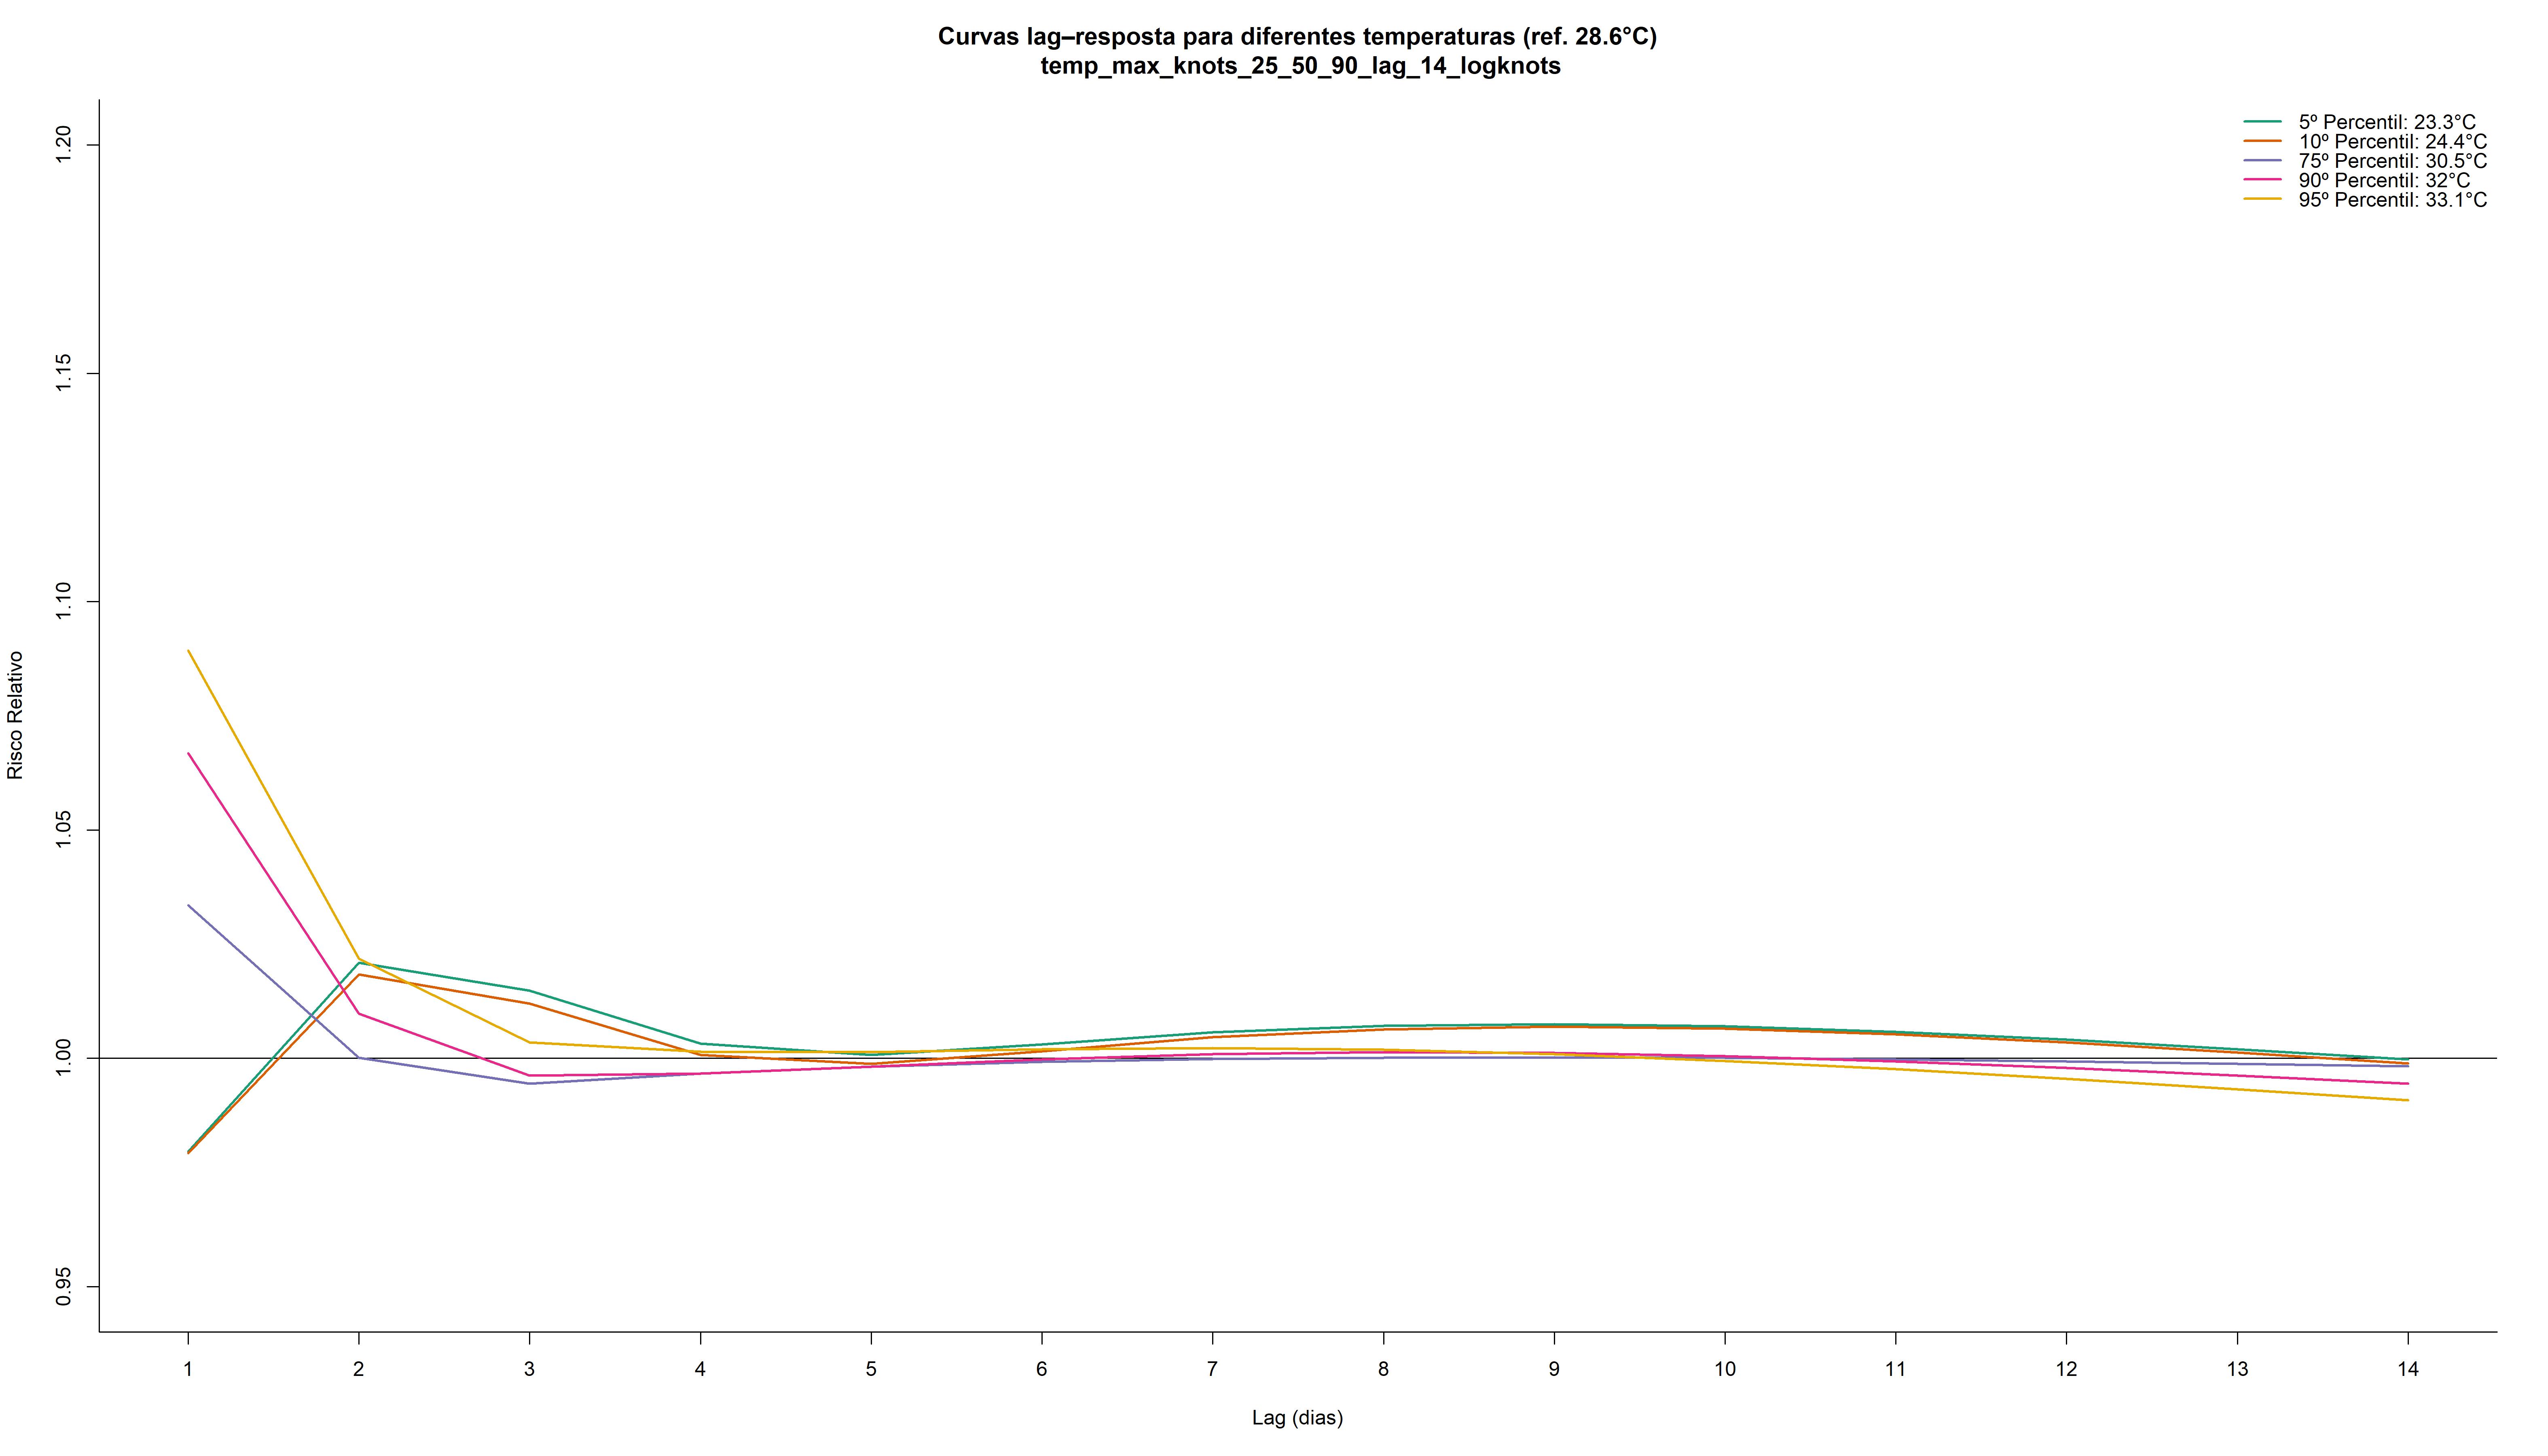 Curvas lag–resposta para diferentes temperaturas (ref. 28.6°C)
temp_max_knots_25_50_90_lag_14_logknots
5º Percentil: 23.3°C
10º Percentil: 24.4°C
75º Percentil: 30.5°C
90º Percentil: 32°C
95º Percentil: 33.1°C
Risco Relativo
1.20
1.15
1.10
1.05
1.00
0.95
1 2 3 4 5 6 7 8 9 10 11 12 13 14
Lag (dias)